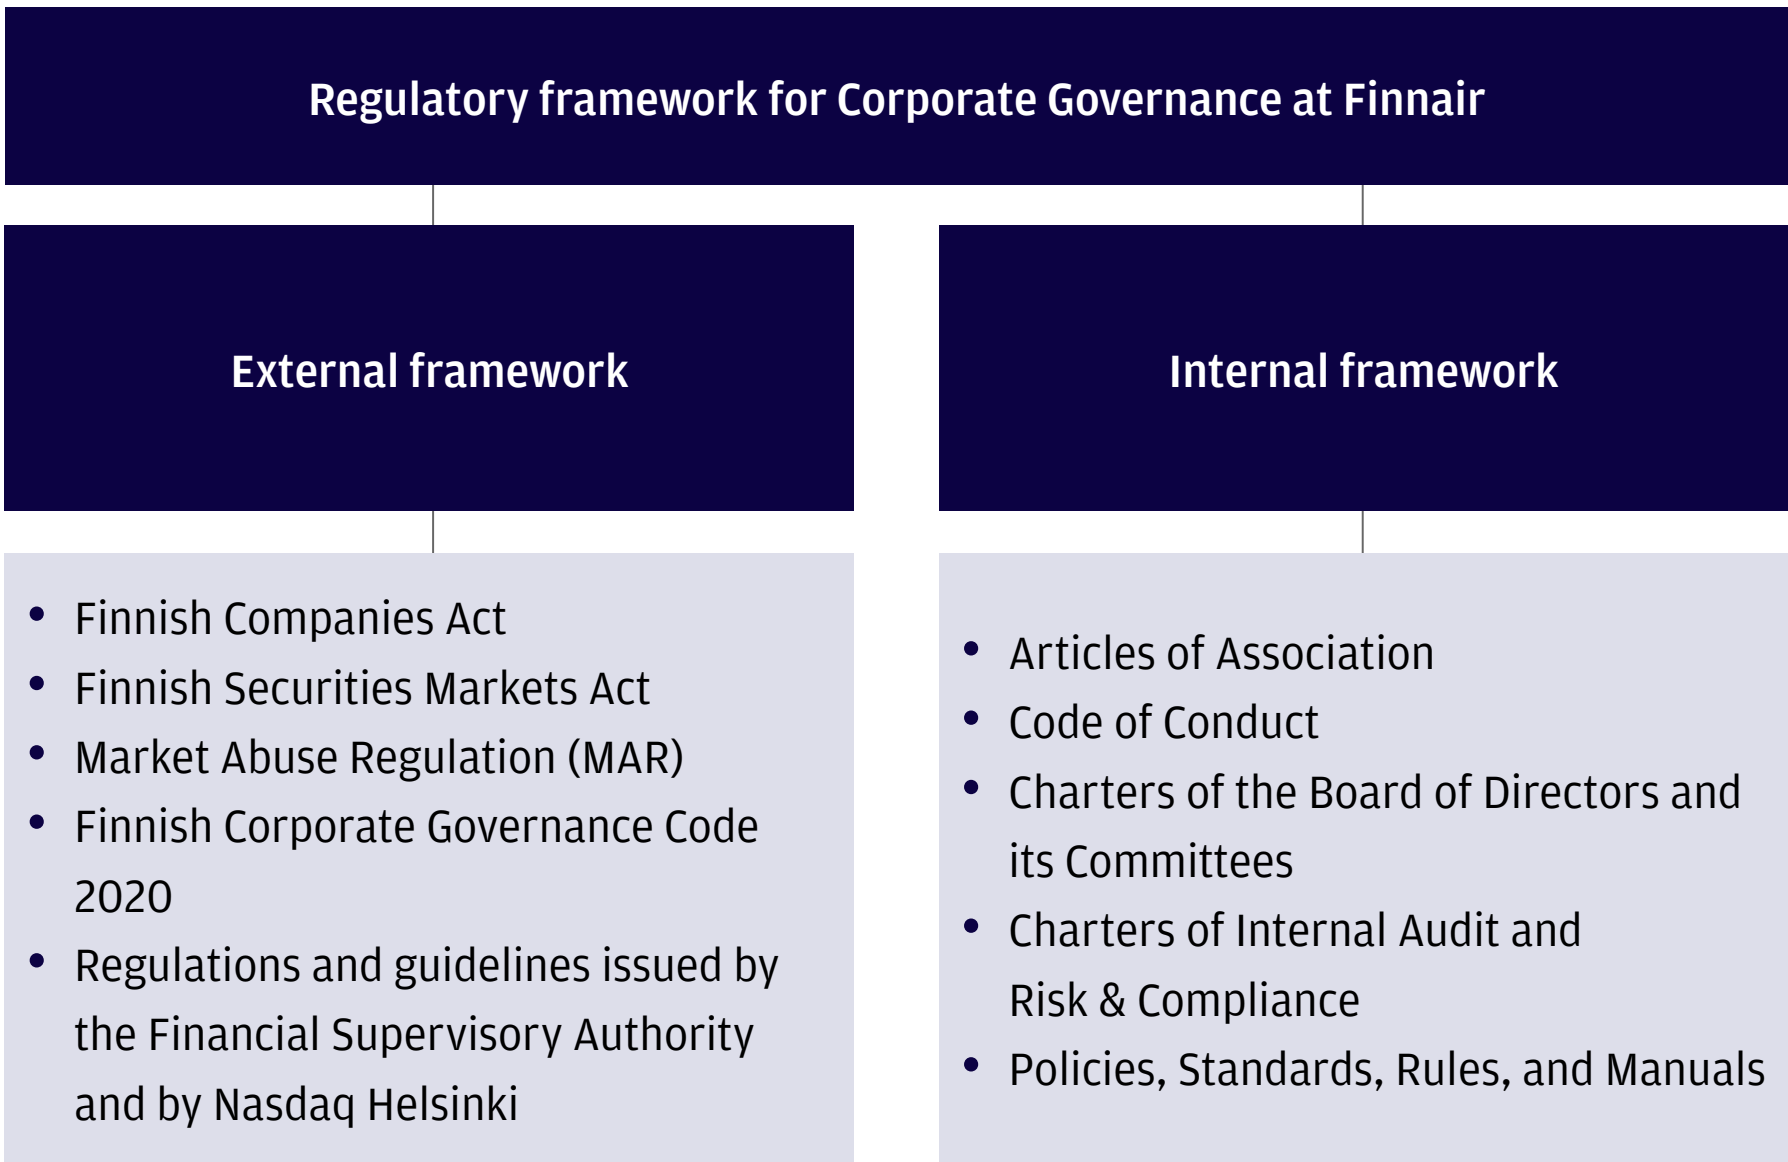 Regulatory framework for Corporate Governance at Finnair
External framework
• Finnish Companies Act
• Finnish Securities Markets Act
• Market Abuse Regulation (MAR)
• Finnish Corporate Governance Code
2020
• Regulations and guidelines issued by
the Financial Supervisory Authority
and by Nasdaq Helsinki
Internal framework
• Articles of Association
• Code of Conduct
• Charters of the Board of Directors and
its Committees
• Charters of Internal Audit and
Risk & Compliance
• Policies, Standards, Rules, and Manuals